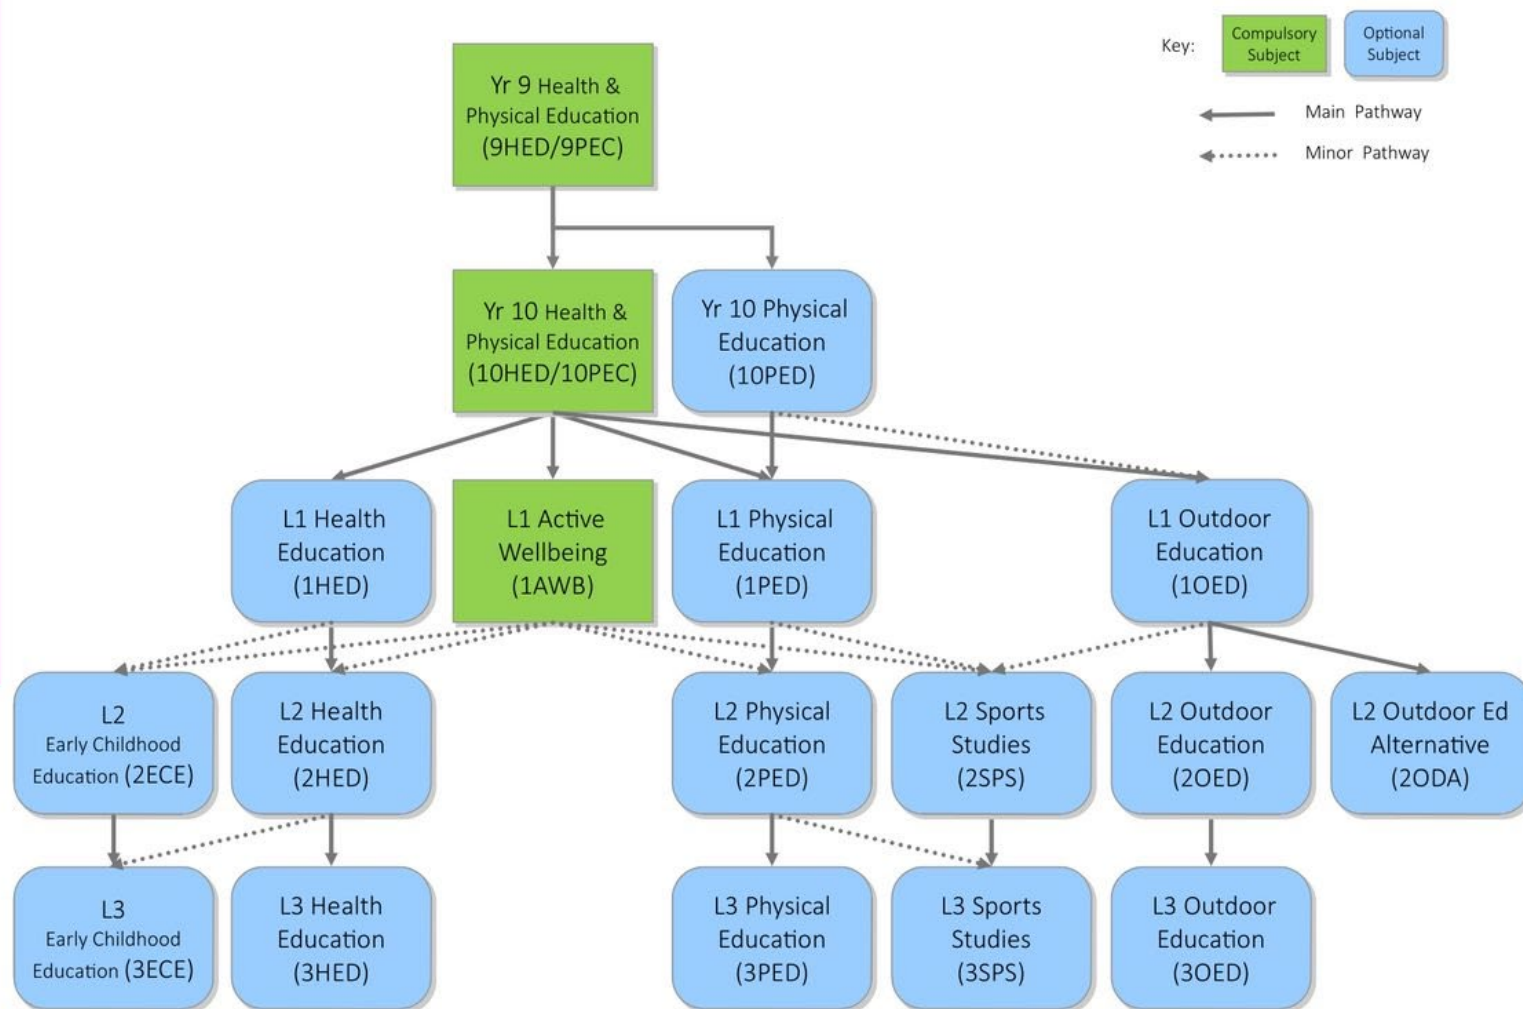 Key:
Compulsory
Subject
Optional
Subject
Main Pathway
Minor Pathway
Yr 9 Health &
Physical Education
(9HED/9PEC)
Yr 10 Health &
Physical Education
(10HED/10PEC)
Yr 10 Physical
Education
(10PED)
L1 Health
Education
(1HED)
L1 Active
Wellbeing
(1AWB)
L1 Physical
Education
(1PED)
L1 Outdoor
Education
(1OED)
L2
Early Childhood
Education (2ECE)
L2 Health
Education
(2HED)
L2 Physical
Education
(2PED)
L2 Sports
Studies
(2SPS)
L2 Outdoor
Education
(2OED)
L2 Outdoor Ed
Alternative
(2ODA)
L3
Early Childhood
Education (3ECE)
L3 Health
Education
(3HED)
L3 Physical
Education
(3PED)
L3 Sports
Studies
(3SPS)
L3 Outdoor
Education
(3OED)